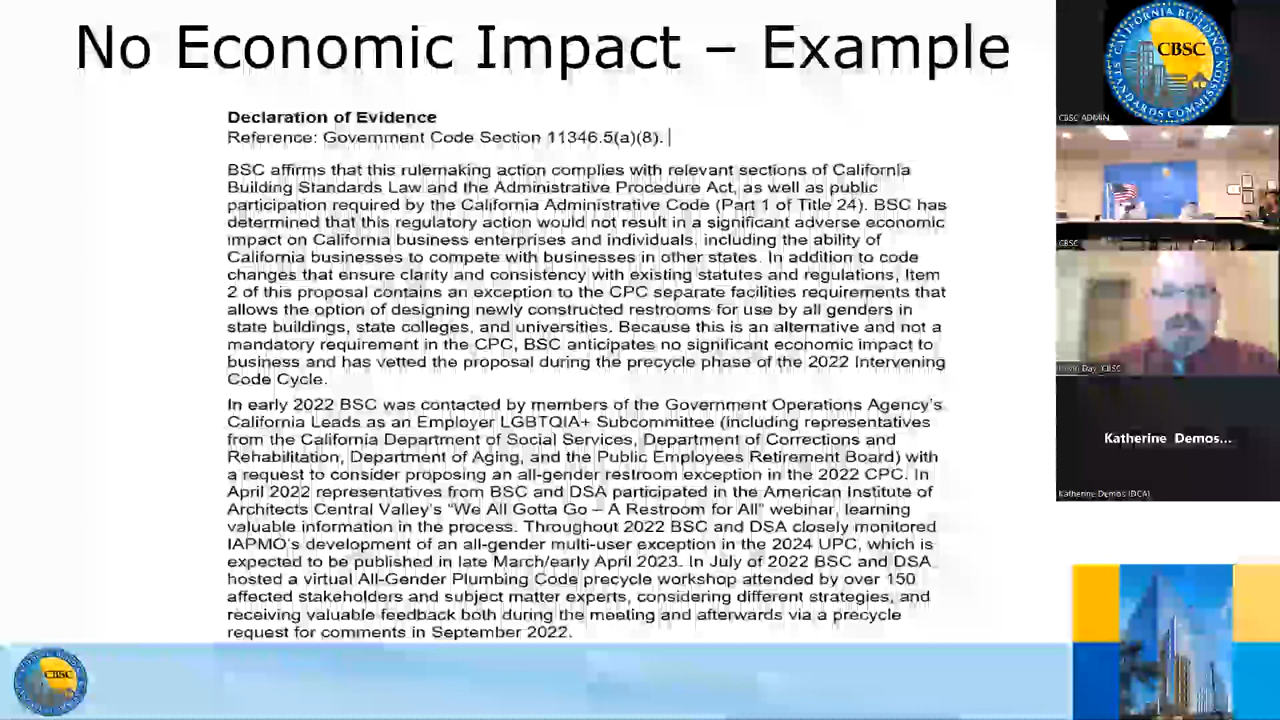 No Economic Impact – Example
Declaration of Evidence
Reference: Government Code Section 11346.5(a)(8).
BSC affirms that this rulemaking action complies with relevant sections of California
Building Standards Law and the Administrative Procedure Act, as well as public
participation required by the California Administrative Code (Part 1 of Title 24). BSC has
determined that this regulatory action would not result in a significant adverse economic
impact on California business enterprises and individuals, including the ability of
California businesses to compete with businesses in other states. In addition to code
changes that ensure clarity and consistency with existing statutes and regulations, Item
2 of this proposal contains an exception to the CPC separate facilities requirements that
allows the option of designing newly constructed restrooms for use by all genders in
state buildings, state colleges, and universities. Because this is an alternative and not a
mandatory requirement in the CPC, BSC anticipates no significant economic impact to
business and has vetted the proposal during the precycle phase of the 2022 Intervening
Code Cycle.
In early 2022 BSC was contacted by members of the Government Operations Agency's
California Leads as an Employer LGBTQIA+ Subcommittee (including representatives
from the California Department of Social Services, Department of Corrections and
Rehabilitation, Department of Aging, and the Public Employees Retirement Board) with
a request to consider proposing an all-gender restroom exception in the 2022 CPC. In
April 2022 representatives from BSC and DSA participated in the American Institute of
Architects Central Valley's "We All Gotta Go – A Restroom for All" webinar, learning
valuable information in the process. Throughout 2022 BSC and DSA closely monitored
IAPMO's development of an all-gender multi-user exception in the 2024 UPC, which is
expected to be published in late March/early April 2023. In July of 2022 BSC and DSA
hosted a virtual All-Gender Plumbing Code precycle workshop attended by over 150
affected stakeholders and subject matter experts, considering different strategies, and
receiving valuable feedback both during the meeting and afterwards via a precycle
request for comments in September 2022.
CBSC
CALIFORNIA BUILDING STANDARDS COMMISSION
CBSC
CBSC ADMIN
CBSC
Kevin Day, CBSC
Katherine Demos...
Katherine Demos (DCA)